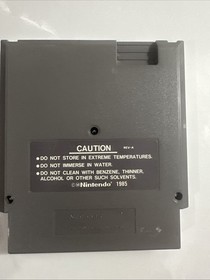 CAUTION
REV-A
• DO NOT STORE IN EXTREME TEMPERATURES.
• DO NOT IMMERSE IN WATER.
• DO NOT CLEAN WITH BENZENE, THINNER,
ALCOHOL OR OTHER SUCH SOLVENTS.
©®Nintendo® 1985